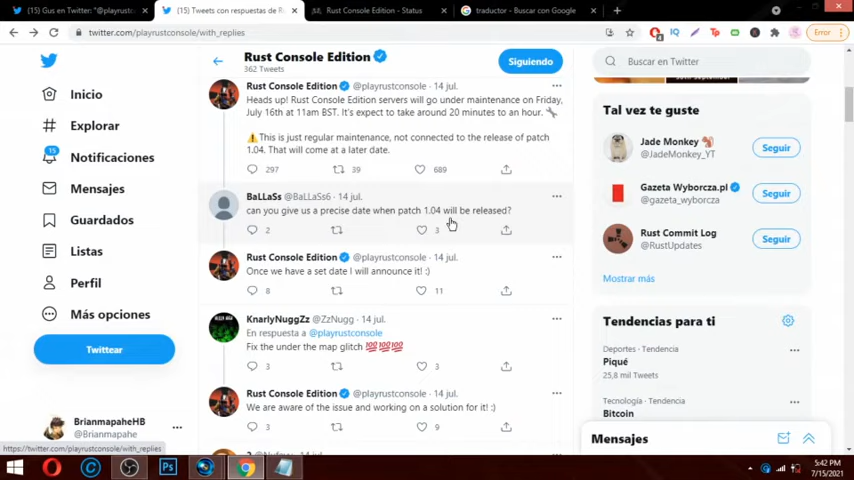 (15) Gus en Twitter: "@playrust
(15) Tweets con respuestas de R
Rust Console Edition - Status
traductor - Buscar con Google
twitter.com/playrustconsole/with_replies
Error
Rust Console Edition
362 Tweets
Siguiendo
Buscar en Twitter
Inicio
Explorar
15
Notificaciones
Mensajes
Guardados
Listas
Perfil
Más opciones
Twittear
BrianmapaheHB
@Brianmapahe
Rust Console Edition @playrustconsole · 14 jul.
Heads up! Rust Console Edition servers will go under maintenance on Friday,
July 16th at 11am BST. It's expect to take around 20 minutes to an hour.
This is just regular maintenance, not connected to the release of patch
1.04. That will come at a later date.
297 39 689
BaLLaSs @BaLLaSs6 · 14 jul.
can you give us a precise date when patch 1.04 will be released?
2 3
Rust Console Edition @playrustconsole · 14 jul.
Once we have a set date I will announce it! :)
8 11
KnarlyNuggZz @ZzNugg · 14 jul.
En respuesta a @playrustconsole
Fix the under the map glitch 💯💯💯
3 3
Rust Console Edition @playrustconsole · 14 jul.
We are aware of the issue and working on a solution for it! :)
3 9
Tal vez te guste
Jade Monkey
@JadeMonkey_YT
Seguir
Gazeta Wyborcza.pl
@gazeta_wyborcza
Seguir
Rust Commit Log
@RustUpdates
Seguir
Mostrar más
Tendencias para ti
Deportes · Tendencia
Piqué
25,8 mil Tweets
Tecnología · Tendencia
Bitcoin
Mensajes
https://twitter.com/playrustconsole/with_replies
5:42 PM
7/15/2021